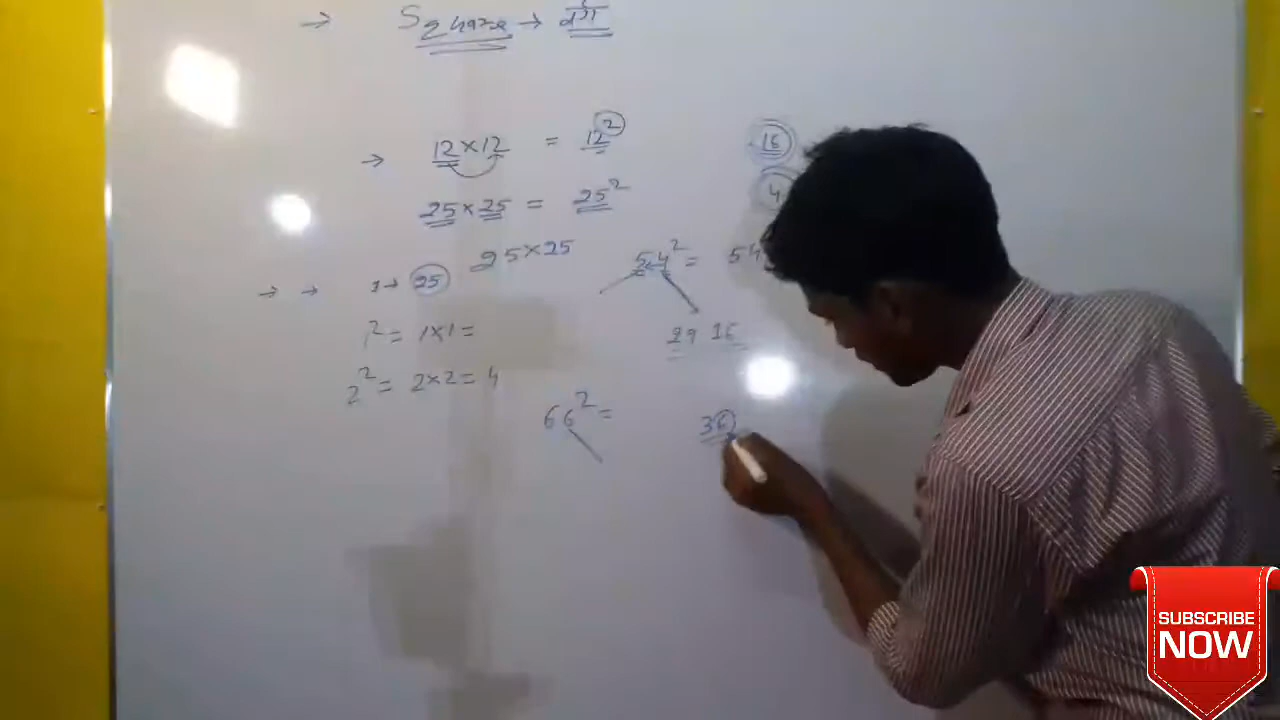 → Square → वर्ग
→ 12×12 = 12²
16
25×25 = 25²
4
25×25
54² = 54
→ → 1→ 25
1² = 1×1 =
29 16
2² = 2×2 = 4
66² =
36
SUBSCRIBE
NOW